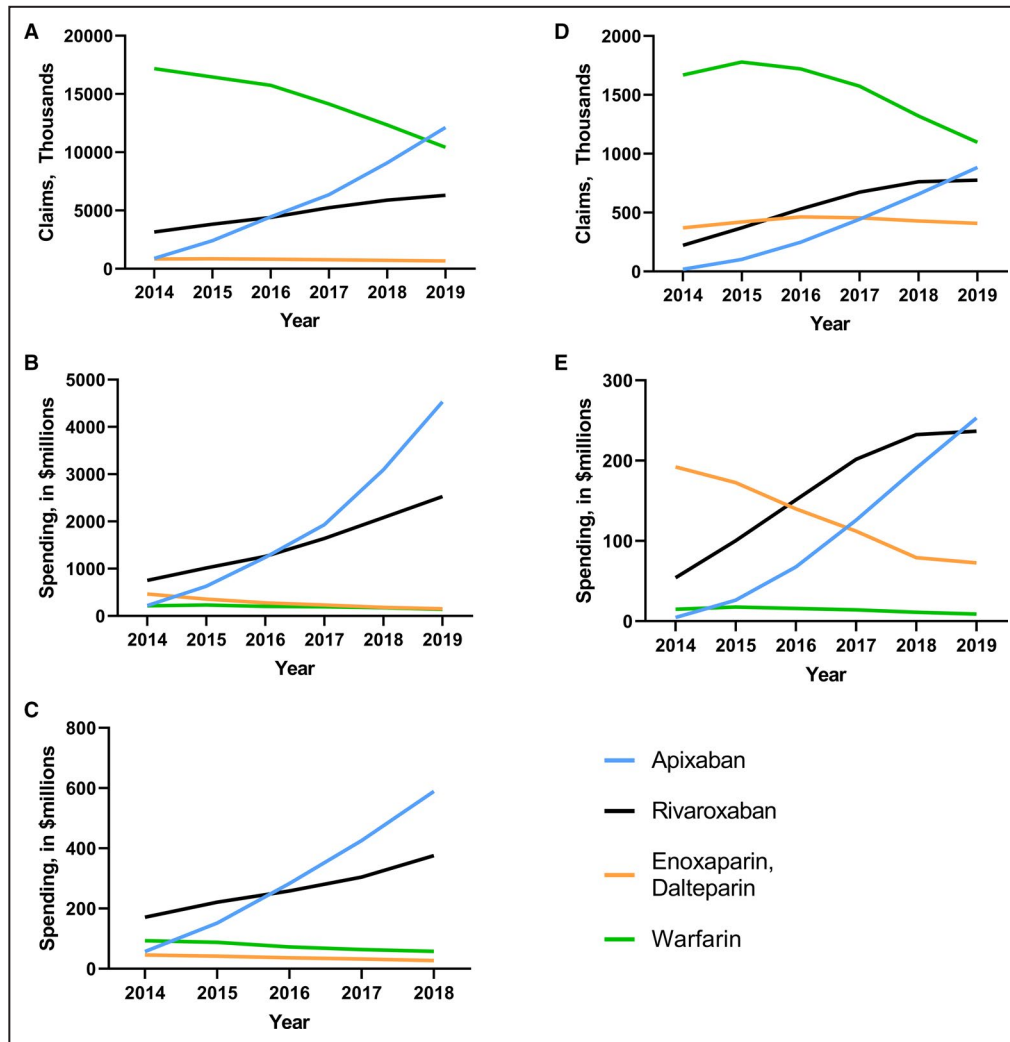 A
Claims, Thousands
20000
15000
10000
5000
0
2014 2015 2016 2017 2018 2019
Year
D
Claims, Thousands
2000
1500
1000
500
0
2014 2015 2016 2017 2018 2019
Year
B
Spending, in $millions
5000
4000
3000
2000
1000
0
2014 2015 2016 2017 2018 2019
Year
E
Spending, in $millions
300
200
100
0
2014 2015 2016 2017 2018 2019
Year
C
Spending, in $millions
800
600
400
200
0
2014 2015 2016 2017 2018
Year
Apixaban
Rivaroxaban
Enoxaparin,
Dalteparin
Warfarin